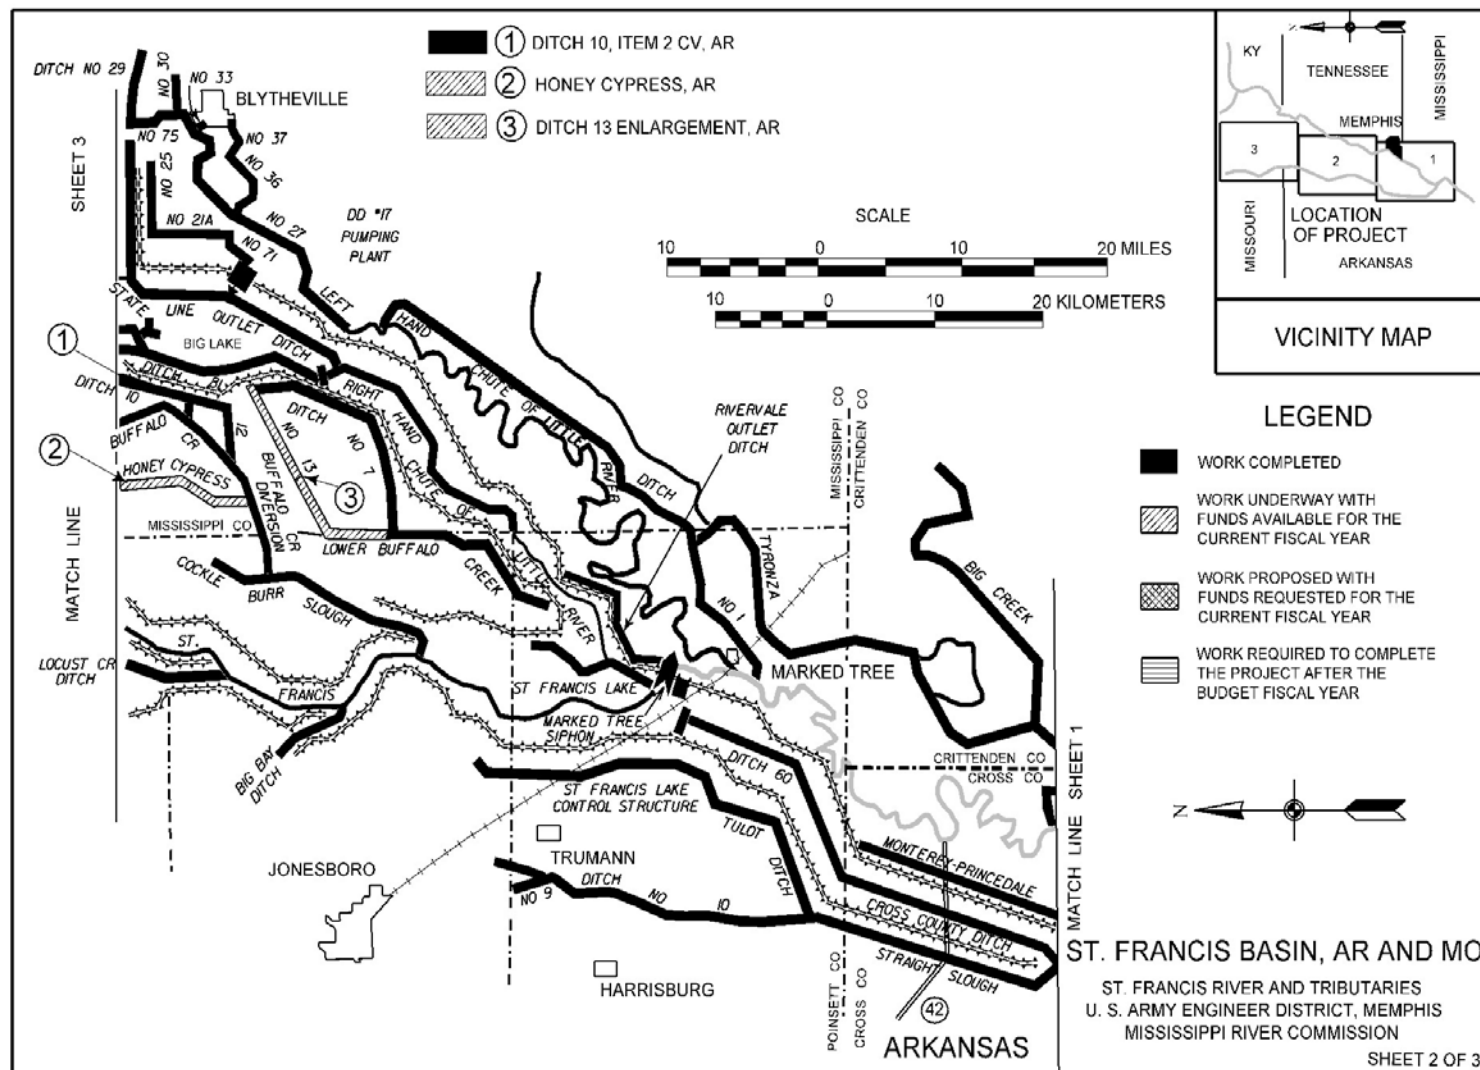 1 DITCH 10, ITEM 2 CV, AR
2 HONEY CYPRESS, AR
3 DITCH 13 ENLARGEMENT, AR
DITCH NO 29
NO 30
NO 33
BLYTHEVILLE
NO 75
NO 37
NO 25
NO 36
SHEET 3
NO 21A
NO 27
NO 71
DD #17
PUMPING
PLANT
SCALE
10 0 10 20 MILES
10 0 10 20 KILOMETERS
N
KY
TENNESSEE
MISSISSIPPI
MEMPHIS
3
2
1
MISSOURI
LOCATION
OF PROJECT
ARKANSAS
VICINITY MAP
STATE LINE OUTLET DITCH
LEFT HAND CHUTE OF LITTLE RIVER
BIG LAKE
1
DITCH
DITCH 10
RIGHT HAND CHUTE OF LITTLE RIVER
BUFFALO CR
12
DITCH NO 7
2
HONEY CYPRESS
NO 13
BUFFALO CR
DIVERSION
3
RIVERVALE
OUTLET
DITCH
DITCH NO 1
MISSISSIPPI CO
CRITTENDEN CO
MISSISSIPPI CO
LOWER BUFFALO CREEK
TYRONZA
BIG CREEK
MATCH LINE
COCKLE BURR SLOUGH
ST. FRANCIS
LOCUST CR
DITCH
BIG BAY
DITCH
ST FRANCIS LAKE
MARKED TREE
MARKED TREE
SIPHON
DITCH 60
CRITTENDEN CO
CROSS CO
ST FRANCIS LAKE
CONTROL STRUCTURE
TULOT DITCH
JONESBORO
TRUMANN
NO 9
DITCH NO 10
HARRISBURG
MONTEREY-PRINCEDALE
CROSS COUNTY DITCH
STRAIGHT SLOUGH
POINSETT CO
CROSS CO
42
ARKANSAS
MATCH LINE SHEET 1
LEGEND
WORK COMPLETED
WORK UNDERWAY WITH
FUNDS AVAILABLE FOR THE
CURRENT FISCAL YEAR
WORK PROPOSED WITH
FUNDS REQUESTED FOR THE
CURRENT FISCAL YEAR
WORK REQUIRED TO COMPLETE
THE PROJECT AFTER THE
BUDGET FISCAL YEAR
N
ST. FRANCIS BASIN, AR AND MO
ST. FRANCIS RIVER AND TRIBUTARIES
U. S. ARMY ENGINEER DISTRICT, MEMPHIS
MISSISSIPPI RIVER COMMISSION
SHEET 2 OF 3